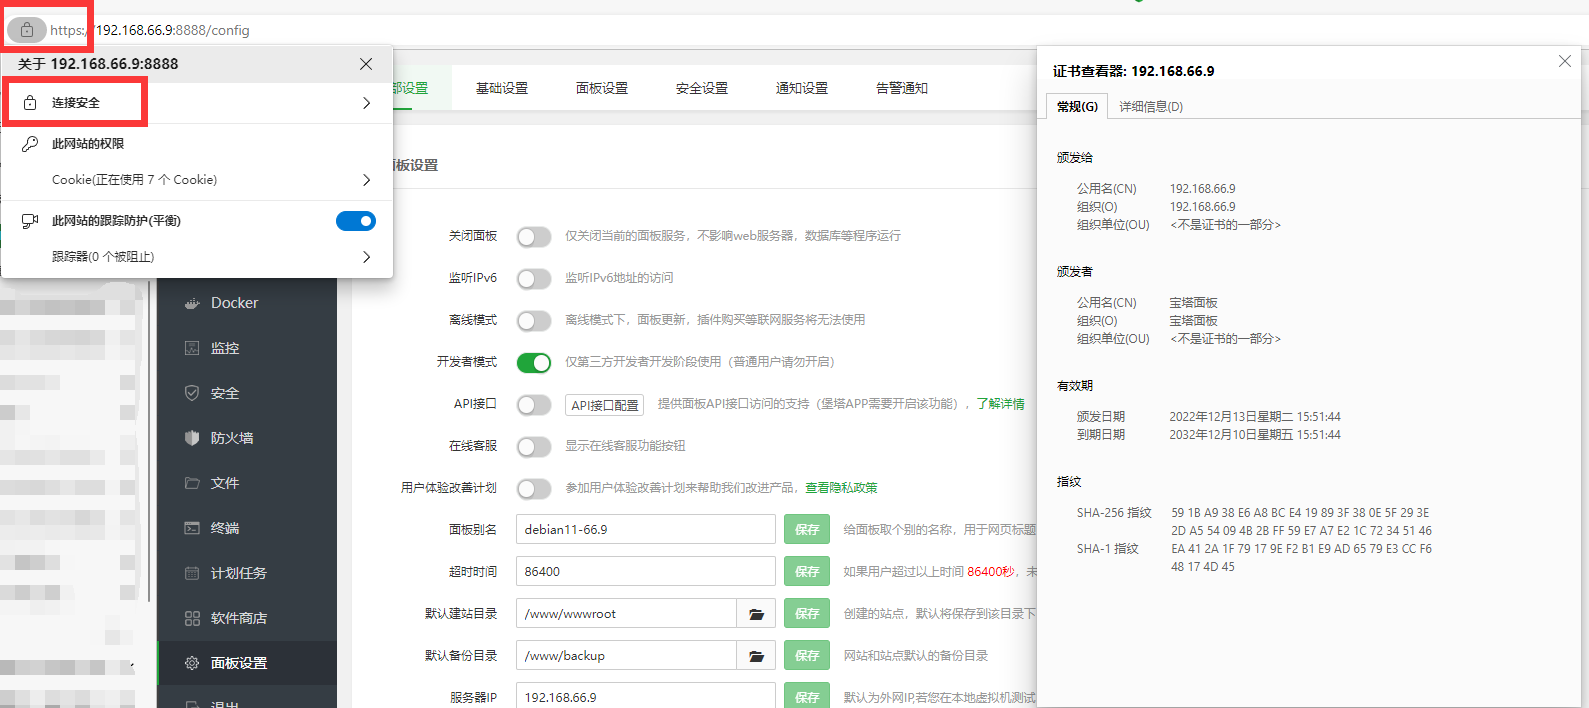 https://192.168.66.9:8888/config
关于 192.168.66.9:8888
连接安全
此网站的权限
Cookie(正在使用 7 个 Cookie)
此网站的跟踪防护(平衡)
跟踪器(0 个被阻止)
Docker
监控
安全
防火墙
文件
终端
计划任务
软件商店
面板设置
退出
部设置
基础设置
面板设置
安全设置
通知设置
告警通知
面板设置
关闭面板
仅关闭当前的面板服务，不影响web服务器，数据库等程序运行
监听IPv6
监听IPv6地址的访问
离线模式
离线模式下，面板更新，插件购买等联网服务将无法使用
开发者模式
仅第三方开发者开发阶段使用（普通用户请勿开启）
API接口
API接口配置
提供面板API接口访问的支持（堡塔APP需要开启该功能），了解详情
在线客服
显示在线客服功能按钮
用户体验改善计划
参加用户体验改善计划来帮助我们改进产品，查看隐私政策
面板别名
debian11-66.9
保存
给面板取个别的名称，用于网页标题
超时时间
86400
保存
如果用户超过以上时间 86400秒，未
默认建站目录
/www/wwwroot
保存
创建的站点，默认将保存到该目录下
默认备份目录
/www/backup
保存
网站和站点默认的备份目录
服务器IP
192.168.66.9
保存
默认为外网IP,若您在本地虚拟机测试
证书查看器: 192.168.66.9
常规(G)
详细信息(D)
颁发给
公用名(CN) 192.168.66.9
组织(O) 192.168.66.9
组织单位(OU) <不是证书的一部分>
颁发者
公用名(CN) 宝塔面板
组织(O) 宝塔面板
组织单位(OU) <不是证书的一部分>
有效期
颁发日期 2022年12月13日星期二 15:51:44
到期日期 2032年12月10日星期五 15:51:44
指纹
SHA-256 指纹 59 1B A9 38 E6 A8 BC E4 19 89 3F 38 0E 5F 29 3E
2D A5 54 09 4B 2B FF 59 E7 A7 E2 1C 72 34 51 46
SHA-1 指纹 EA 41 2A 1F 79 17 9E F2 B1 E9 AD 65 79 E3 CC F6
48 17 4D 45